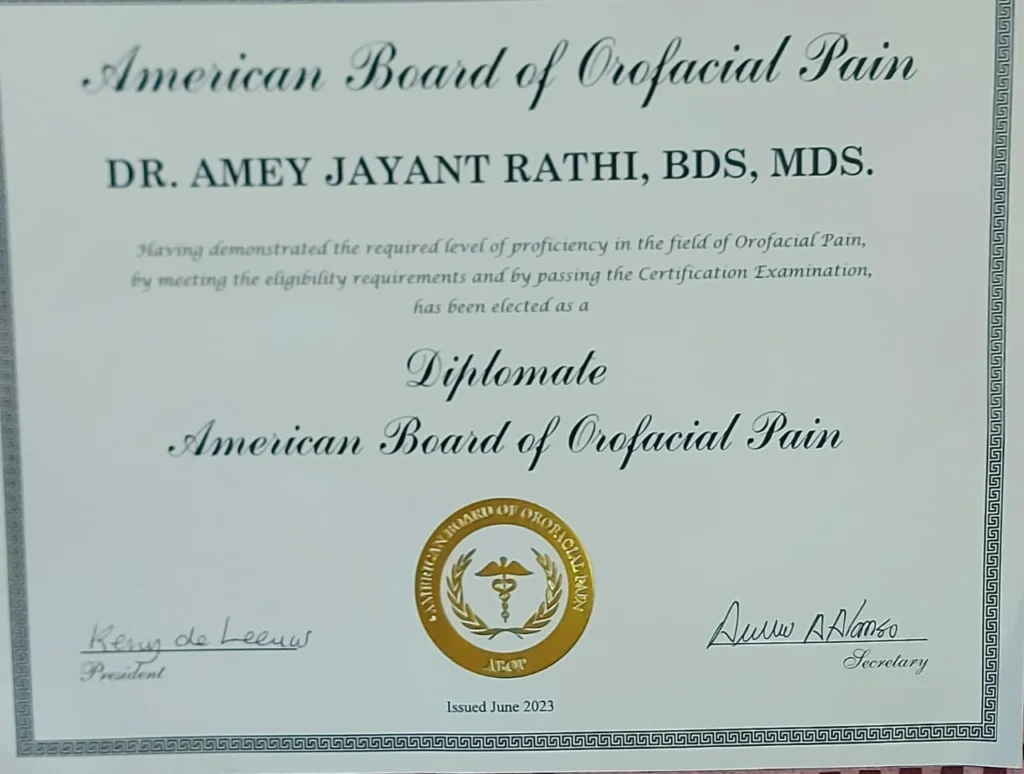 American Board of Orofacial Pain
DR. AMEY JAYANT RATHI, BDS, MDS.
Having demonstrated the required level of proficiency in the field of Orofacial Pain,
by meeting the eligibility requirements and by passing the Certification Examination,
has been elected as a
Diplomate
American Board of Orofacial Pain
AMERICAN BOARD OF OROFACIAL PAIN
ABOP
de Leeuw
President
A Alonso
Secretary
Issued June 2023